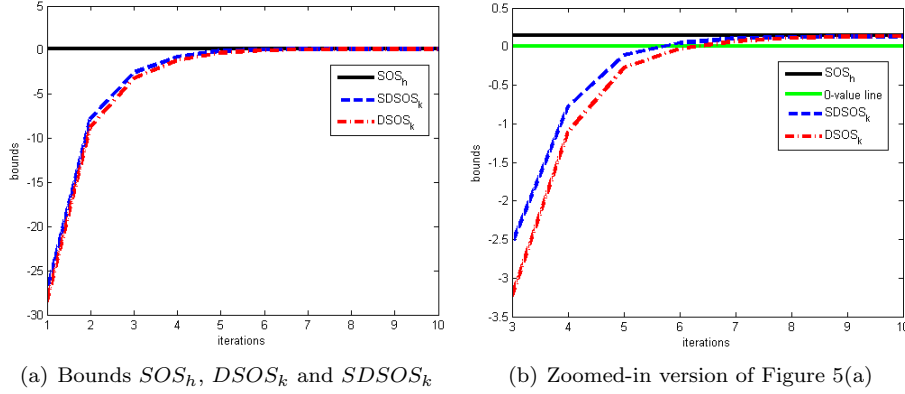 5
0
-5
-10
-15
-20
-25
-30
bounds
1 2 3 4 5 6 7 8 9 10
iterations
SOS_h
SDSOS_k
DSOS_k
(a) Bounds SOS_h, DSOS_k and SDSOS_k
0.5
0
-0.5
-1
-1.5
-2
-2.5
-3
-3.5
bounds
3 4 5 6 7 8 9 10
iterations
SOS_h
0-value line
SDSOS_k
DSOS_k
(b) Zoomed-in version of Figure 5(a)